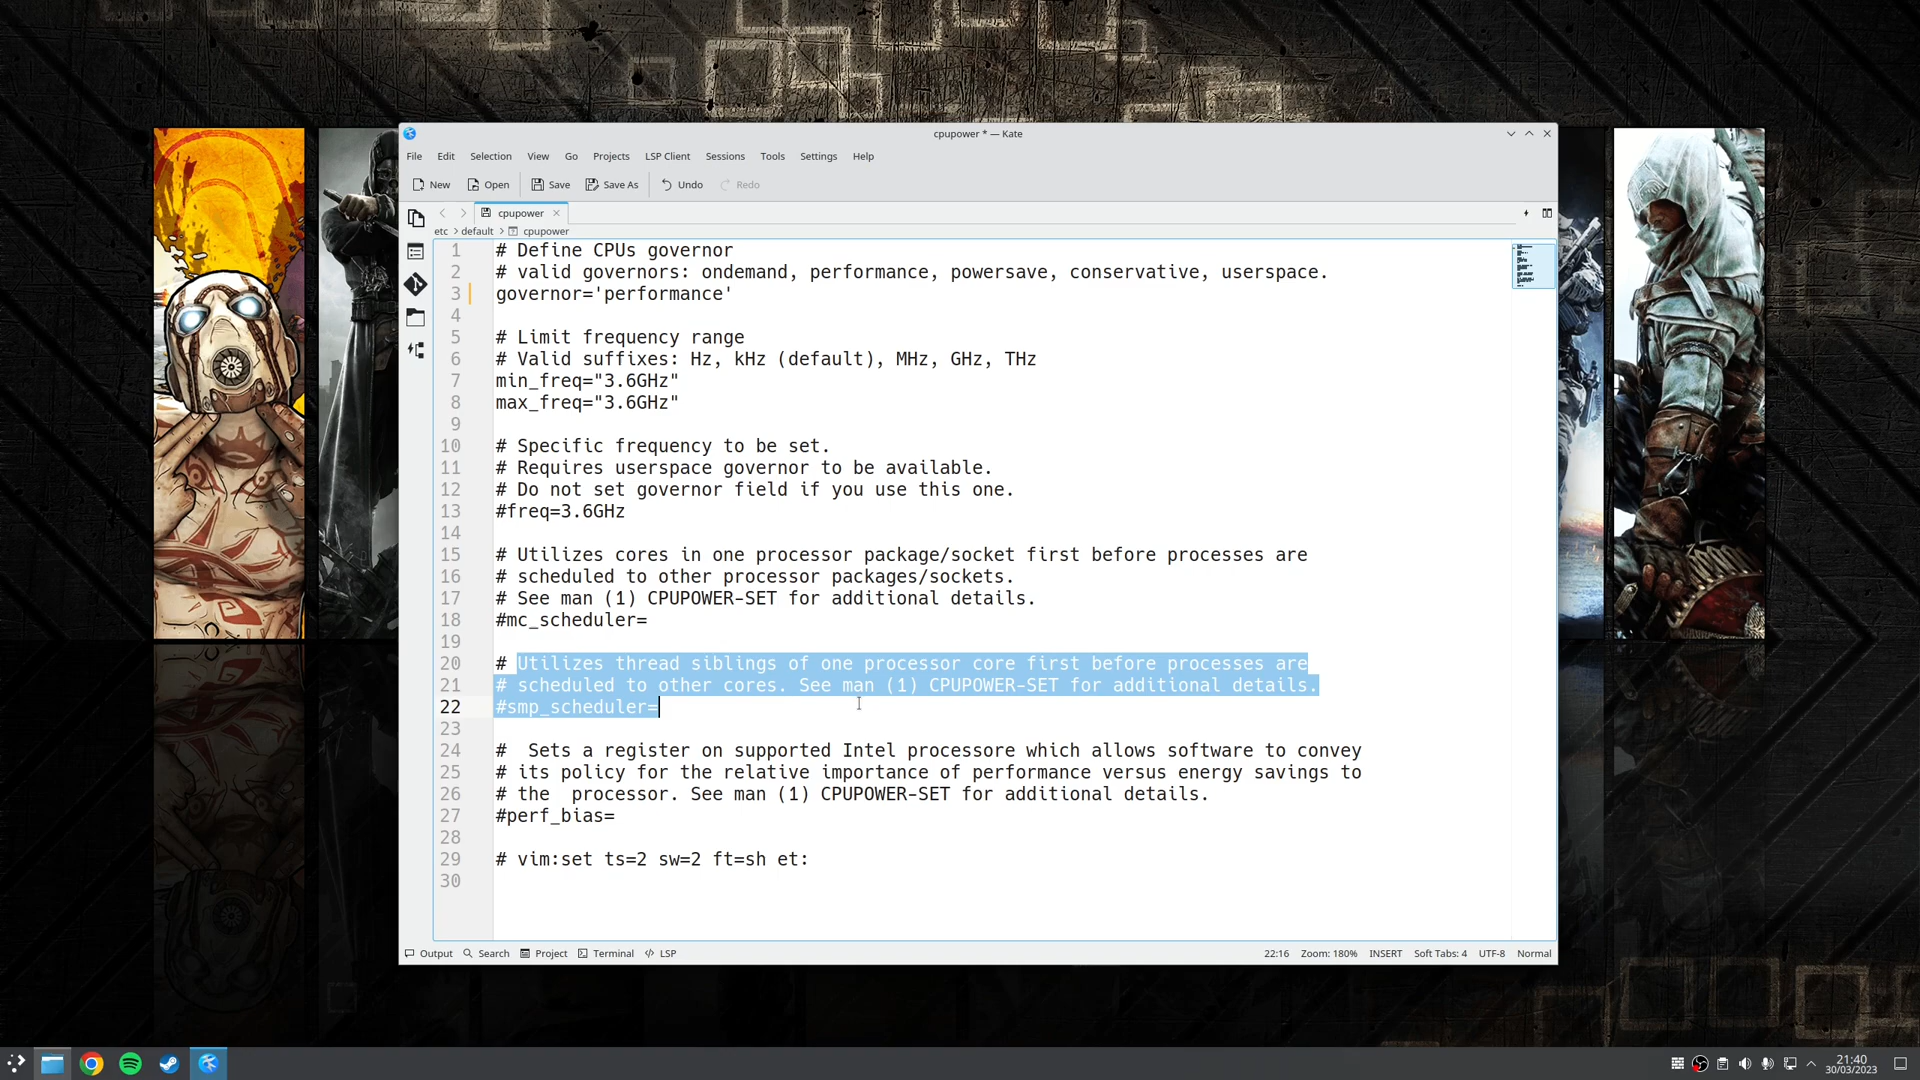 cpupower * — Kate
File Edit Selection View Go Projects LSP Client Sessions Tools Settings Help
New Open Save Save As Undo Redo
cpupower
etc > default > cpupower
1 # Define CPUs governor
2 # valid governors: ondemand, performance, powersave, conservative, userspace.
3 governor='performance'
4
5 # Limit frequency range
6 # Valid suffixes: Hz, kHz (default), MHz, GHz, THz
7 min_freq="3.6GHz"
8 max_freq="3.6GHz"
9
10 # Specific frequency to be set.
11 # Requires userspace governor to be available.
12 # Do not set governor field if you use this one.
13 #freq=3.6GHz
14
15 # Utilizes cores in one processor package/socket first before processes are
16 # scheduled to other processor packages/sockets.
17 # See man (1) CPUPOWER-SET for additional details.
18 #mc_scheduler=
19
20 # Utilizes thread siblings of one processor core first before processes are
21 # scheduled to other cores. See man (1) CPUPOWER-SET for additional details.
22 #smp_scheduler=
23
24 #  Sets a register on supported Intel processore which allows software to convey
25 # its policy for the relative importance of performance versus energy savings to
26 # the  processor. See man (1) CPUPOWER-SET for additional details.
27 #perf_bias=
28
29 # vim:set ts=2 sw=2 ft=sh et:
30
Output Search Project Terminal LSP 22:16 Zoom: 180% INSERT Soft Tabs: 4 UTF-8 Normal
21:40
30/03/2023